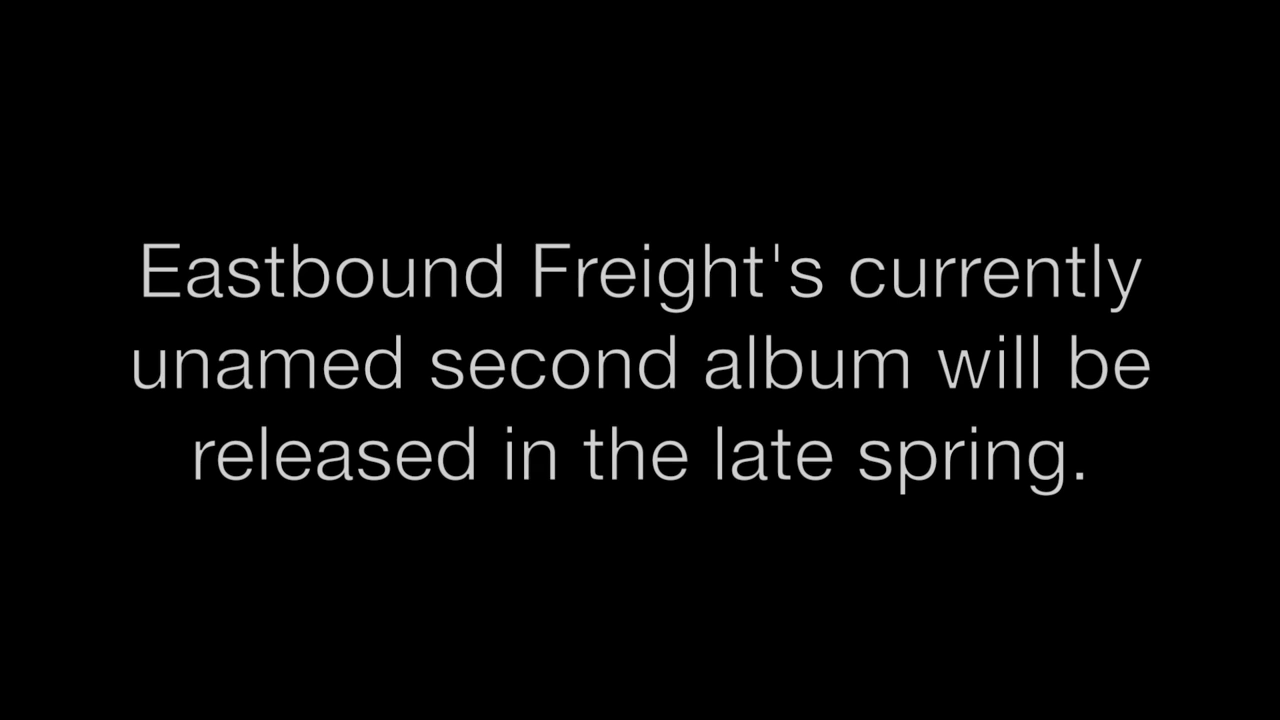 Eastbound Freight's currently
unamed second album will be
released in the late spring.